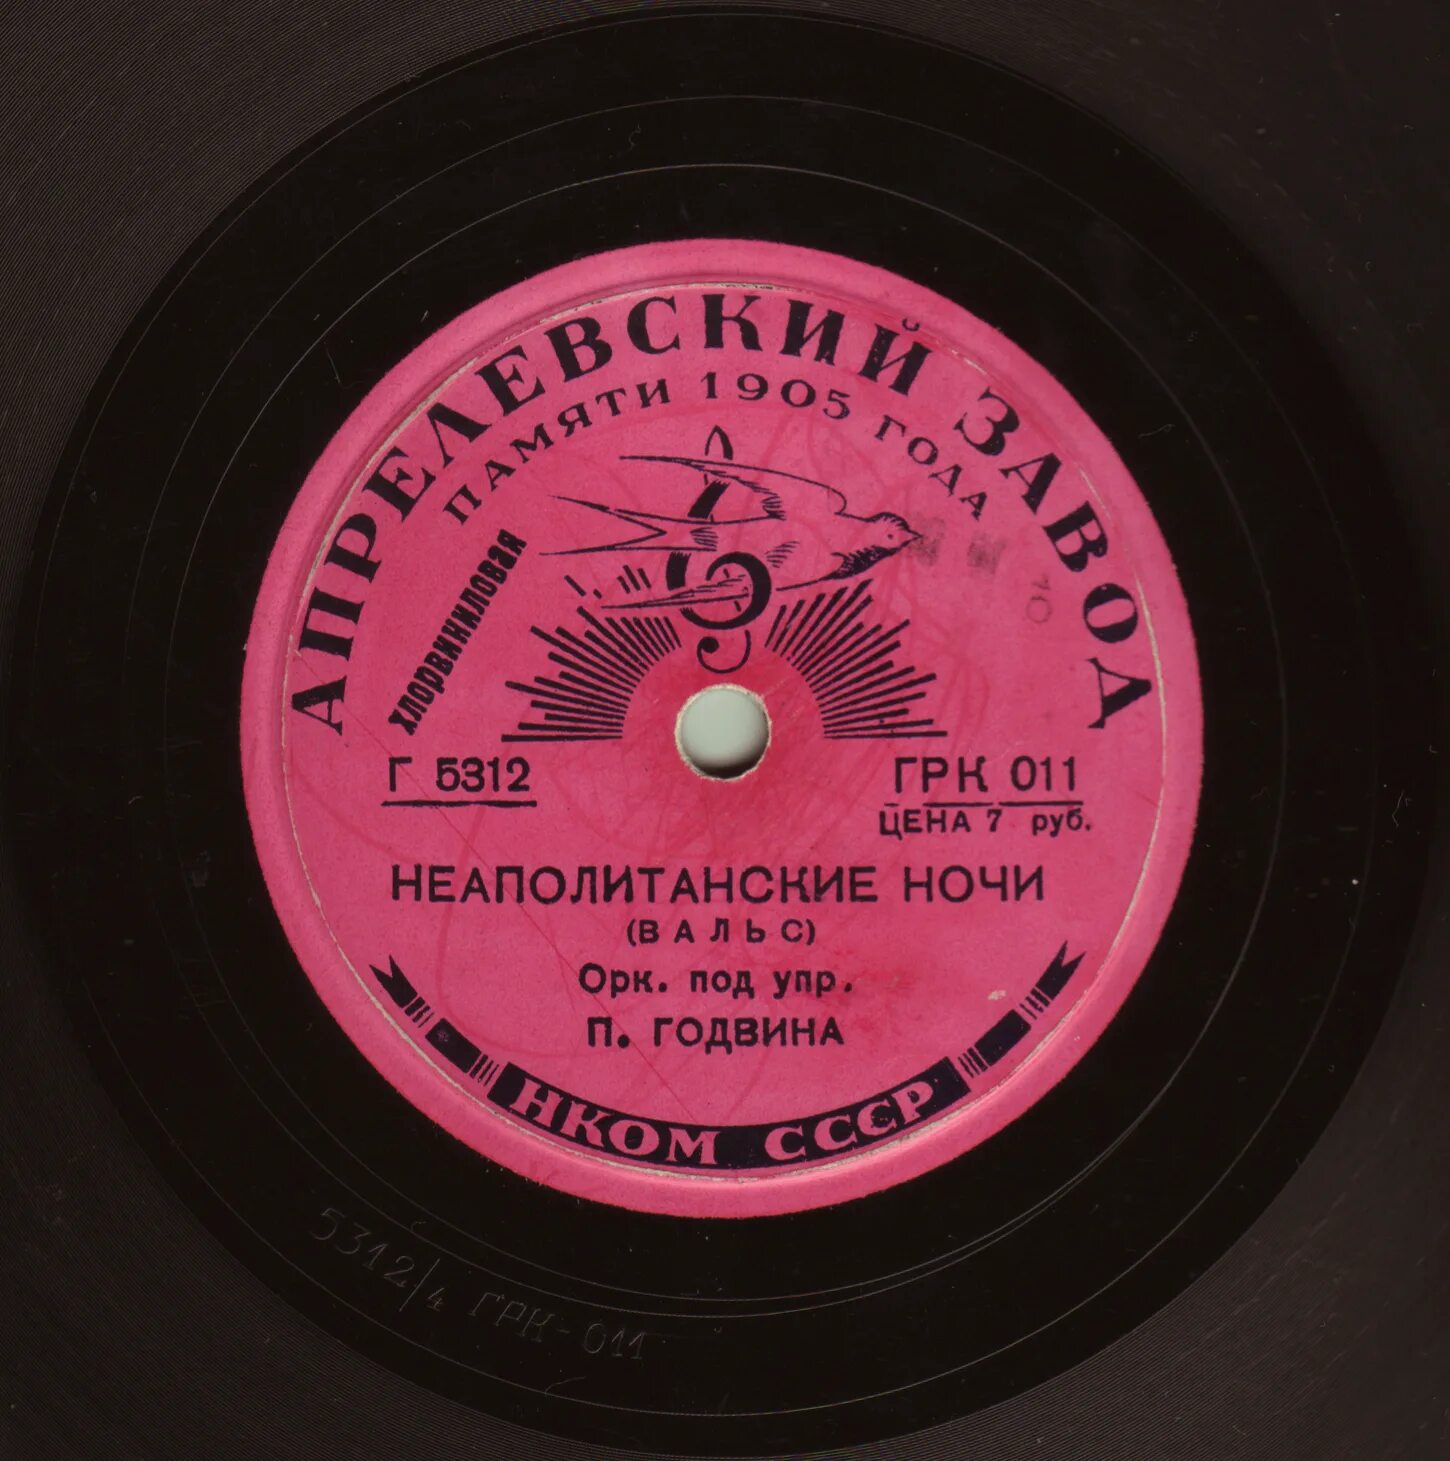 АПРЕЛЕВСКИЙ ЗАВОД
ПАМЯТИ 1905 ГОДА
хлорвиниловая
Г 5312
ГРК 011
ЦЕНА 7 руб.
НЕАПОЛИТАНСКИЕ НОЧИ
(ВАЛЬС)
Орк. под упр.
П. ГОДВИНА
НКОМ СССР
5312/4 ГРК-011